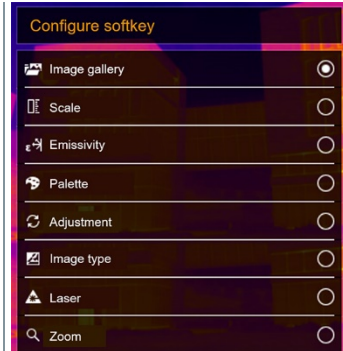 Configure softkey
Image gallery
Scale
Emissivity
Palette
Adjustment
Image type
Laser
Zoom